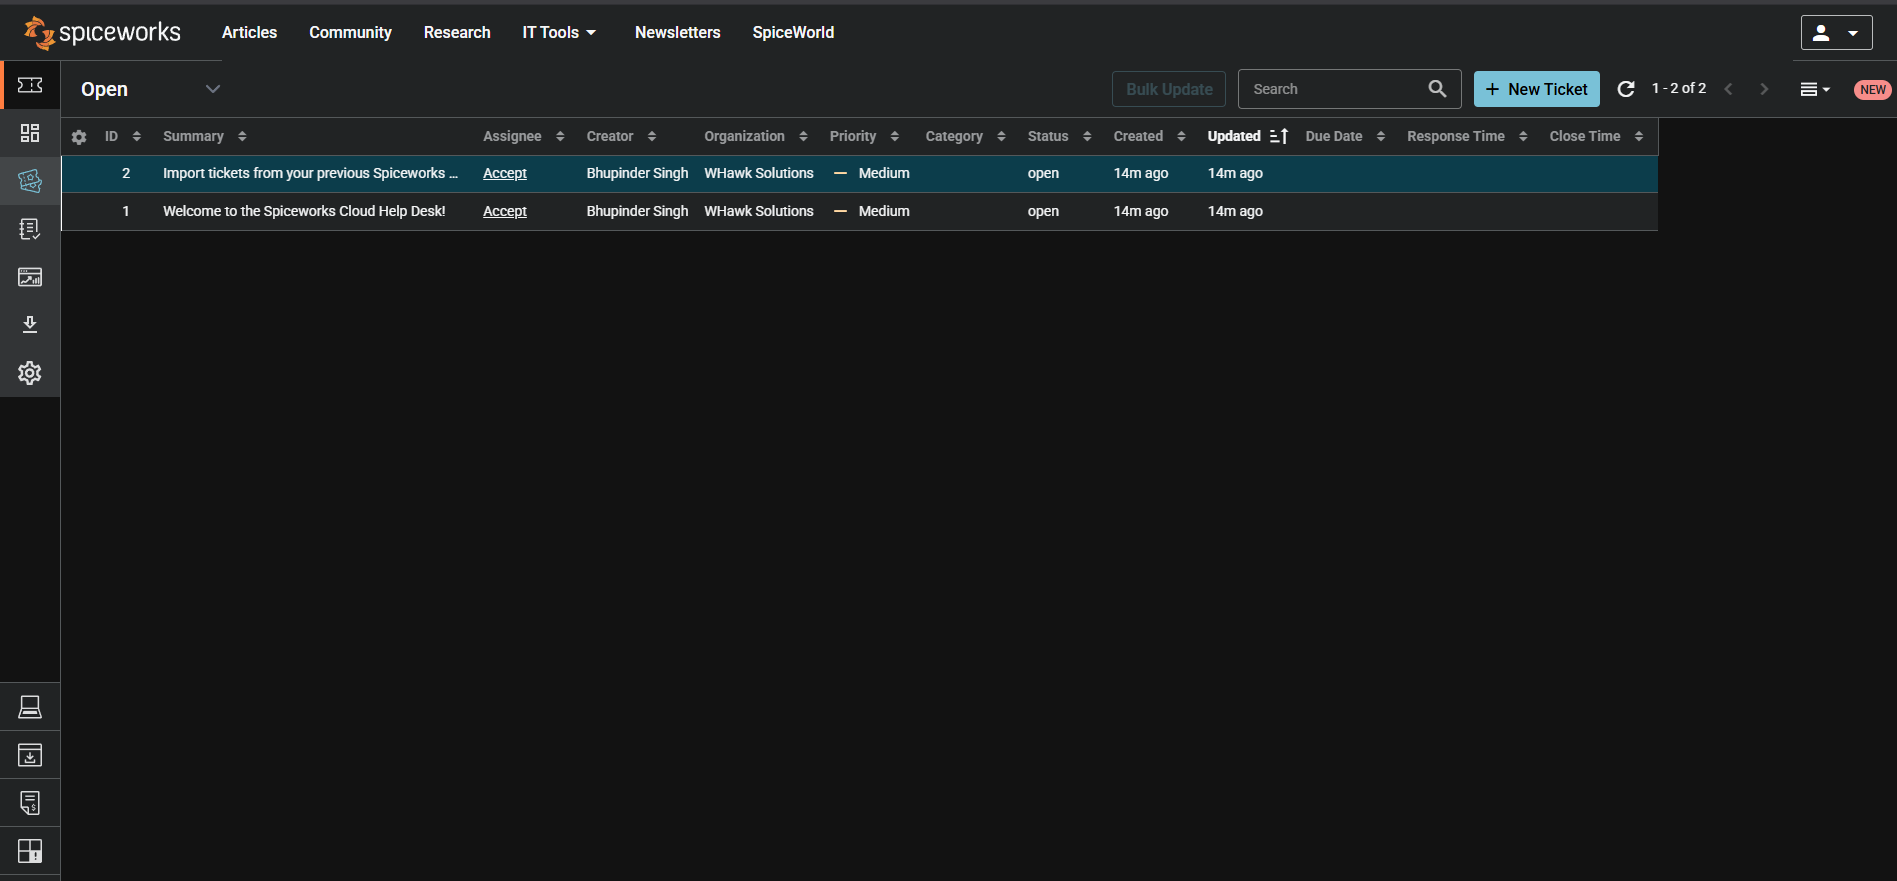 spiceworks Articles Community Research IT Tools Newsletters SpiceWorld
Open Bulk Update Search + New Ticket 1 - 2 of 2 NEW
ID Summary Assignee Creator Organization Priority Category Status Created Updated Due Date Response Time Close Time
2 Import tickets from your previous Spiceworks ... Accept Bhupinder Singh WHawk Solutions Medium open 14m ago 14m ago
1 Welcome to the Spiceworks Cloud Help Desk! Accept Bhupinder Singh WHawk Solutions Medium open 14m ago 14m ago